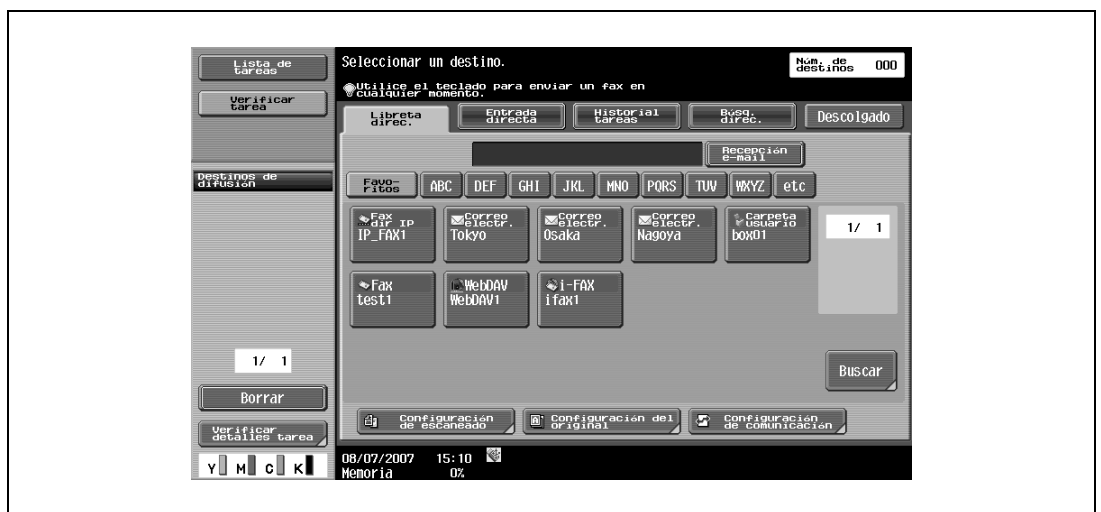 Lista de
tareas
Verificar
tarea
Destinos de
difusión
1/ 1
Borrar
Verificar
detalles tarea
Y M C K
Seleccionar un destino.
Núm. de
destinos 000
Utilice el teclado para enviar un fax en
cualquier momento.
Libreta
direc.
Entrada
directa
Historial
tareas
Búsq.
direc.
Descolgado
Recepción
e-mail
Favo-
ritos
ABC DEF GHI JKL MNO PQRS TUV WXYZ etc
Fax
dir IP
IP_FAX1
Correo
electr.
Tokyo
Correo
electr.
Osaka
Correo
electr.
Nagoya
Carpeta
usuario
box01
1/ 1
Fax
test1
WebDAV
WebDAV1
i-FAX
ifax1
Buscar
Configuración
de escaneado
Configuración del
original
Configuración
de comunicación
08/07/2007 15:10
Memoria 0%